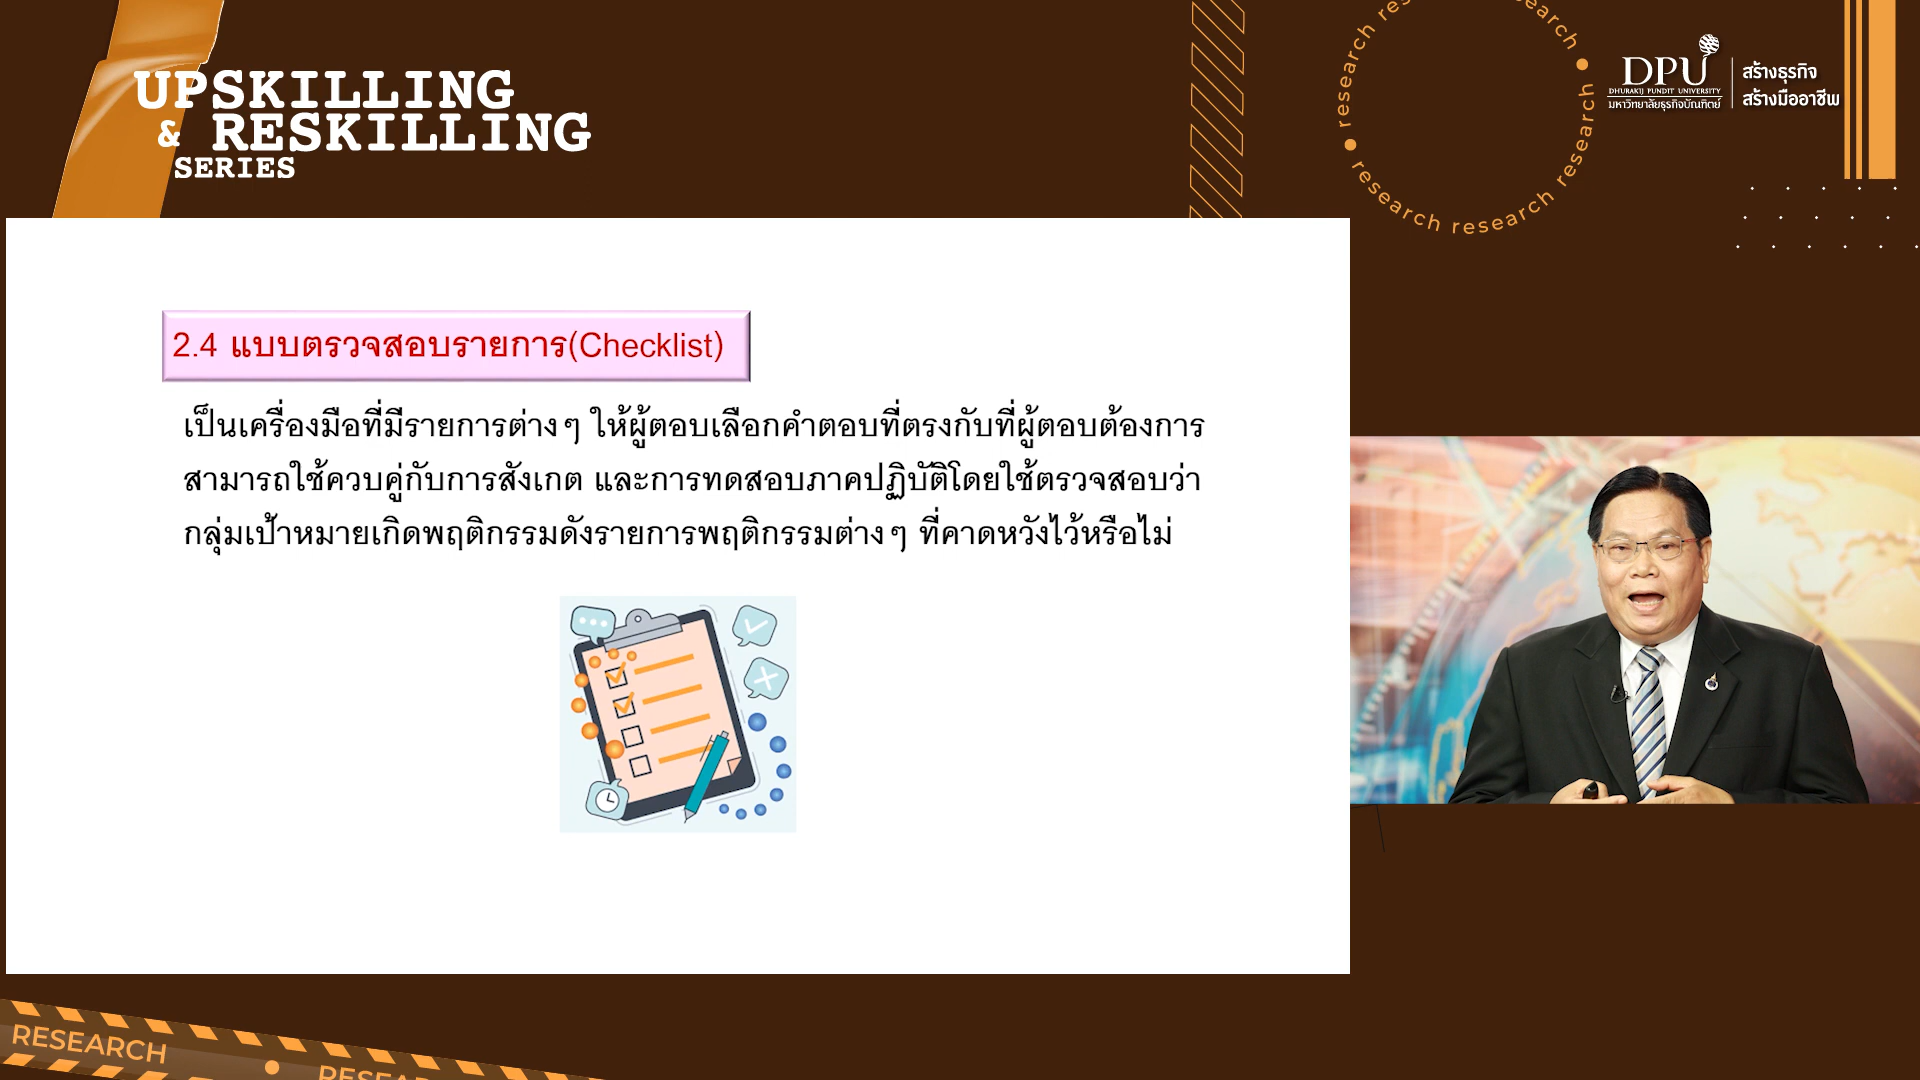 UPSKILLING
& RESKILLING
SERIES
research research research research research
DPU
DHURAKIJ PUNDIT UNIVERSITY
มหาวิทยาลัยธุรกิจบัณฑิตย์
สร้างธุรกิจ
สร้างมืออาชีพ
2.4 แบบตรวจสอบรายการ(Checklist)
เป็นเครื่องมือที่มีรายการต่างๆ ให้ผู้ตอบเลือกคำตอบที่ตรงกับที่ผู้ตอบต้องการ
สามารถใช้ควบคู่กับการสังเกต และการทดสอบภาคปฏิบัติโดยใช้ตรวจสอบว่า
กลุ่มเป้าหมายเกิดพฤติกรรมดังรายการพฤติกรรมต่างๆ ที่คาดหวังไว้หรือไม่
RESEARCH